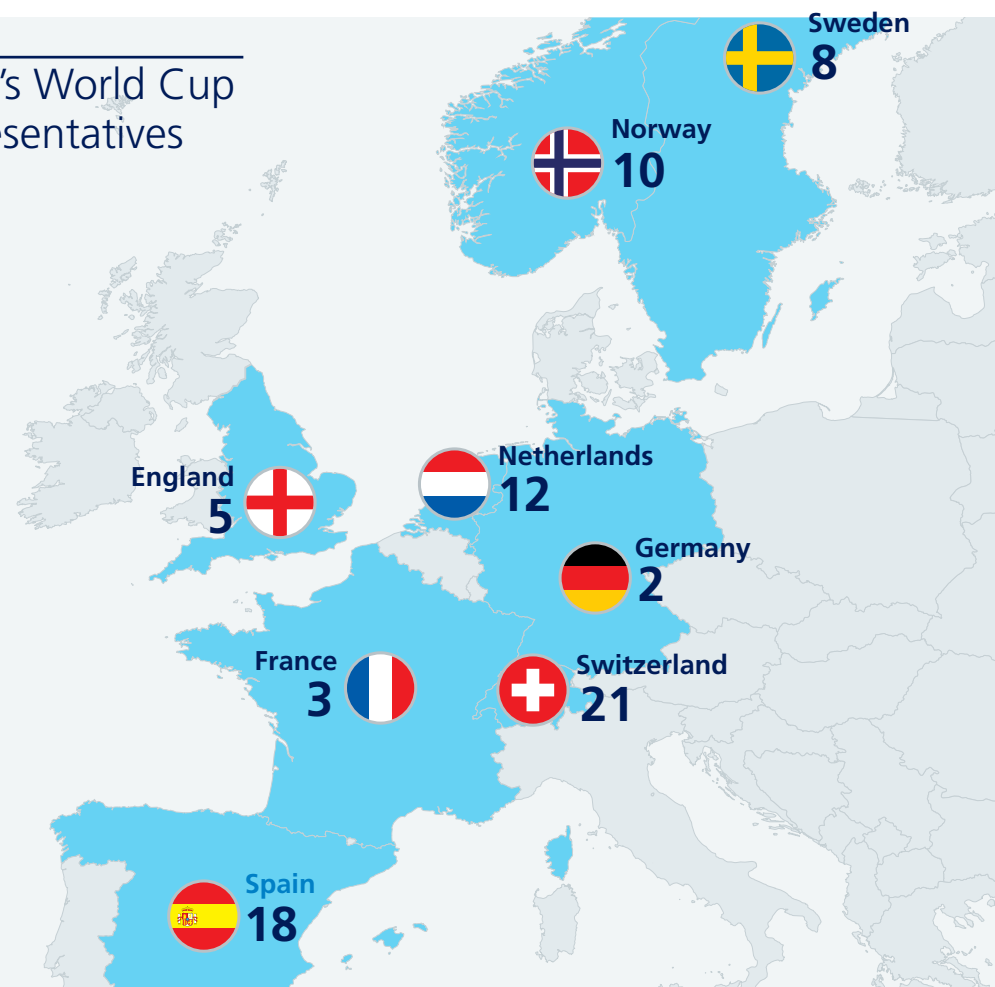 's World Cup
esentatives
Sweden
8
Norway
10
England
5
Netherlands
12
Germany
2
France
3
Switzerland
21
Spain
18